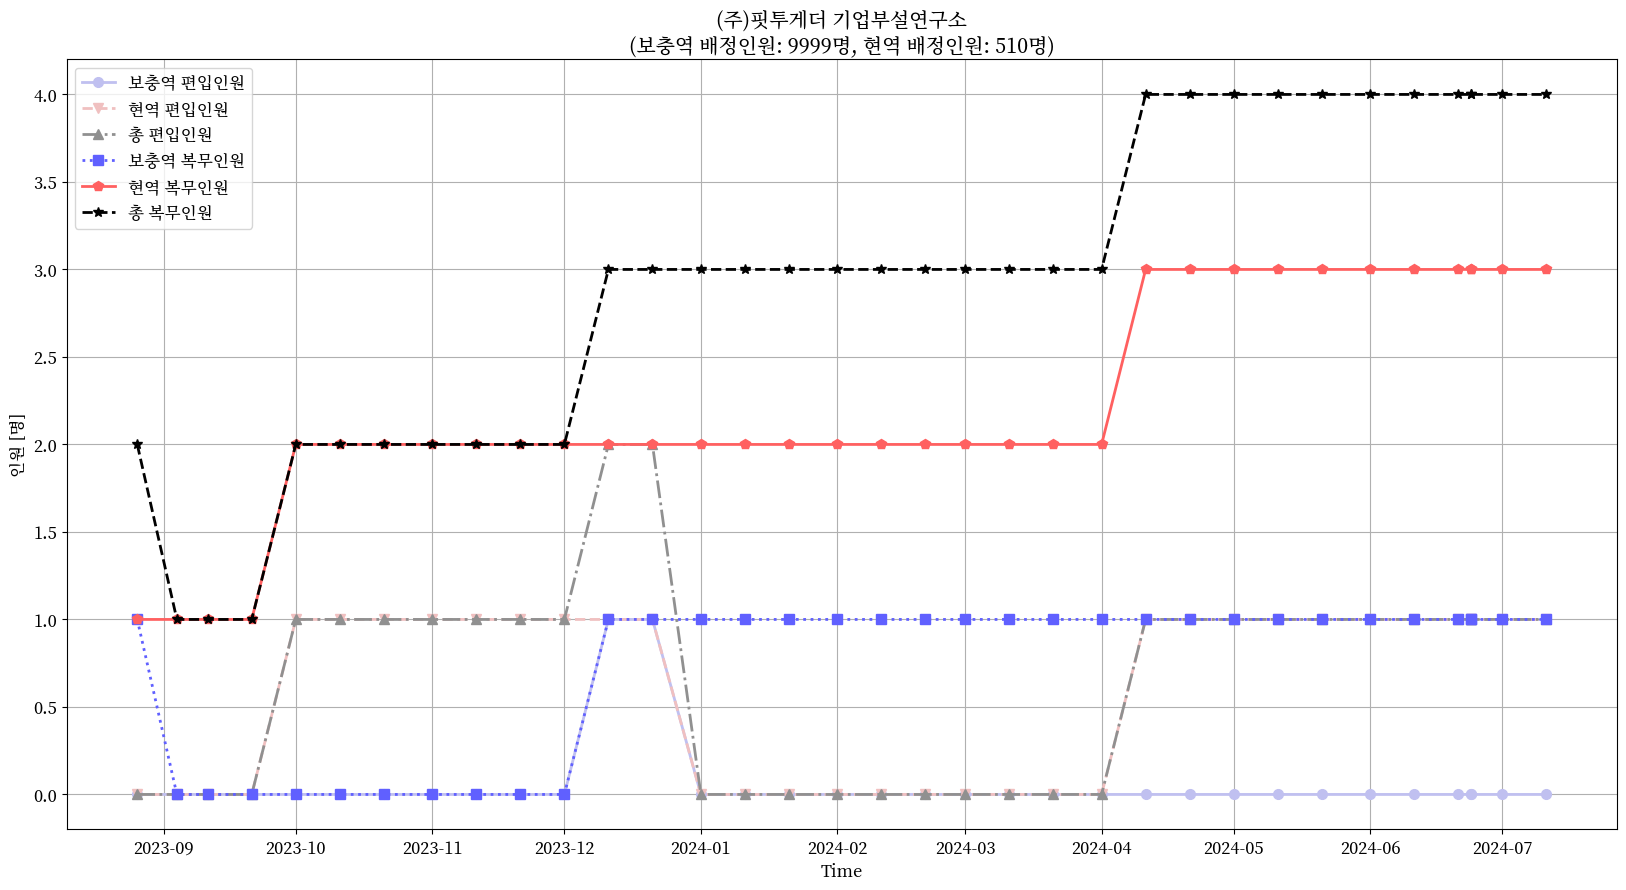 (주)핏투게더 기업부설연구소
(보충역 배정인원: 9999명, 현역 배정인원: 510명)
보충역 편입인원
현역 편입인원
총 편입인원
보충역 복무인원
현역 복무인원
총 복무인원
4.0
3.5
3.0
2.5
2.0
1.5
1.0
0.5
0.0
인원 [명]
2023-09 2023-10 2023-11 2023-12 2024-01 2024-02 2024-03 2024-04 2024-05 2024-06 2024-07
Time